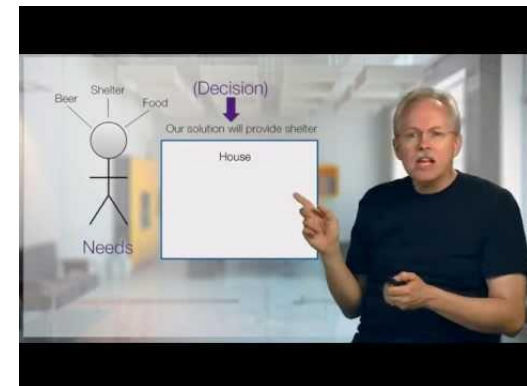 Beer
Shelter
Food
(Decision)
Our solution will provide shelter
House
Needs